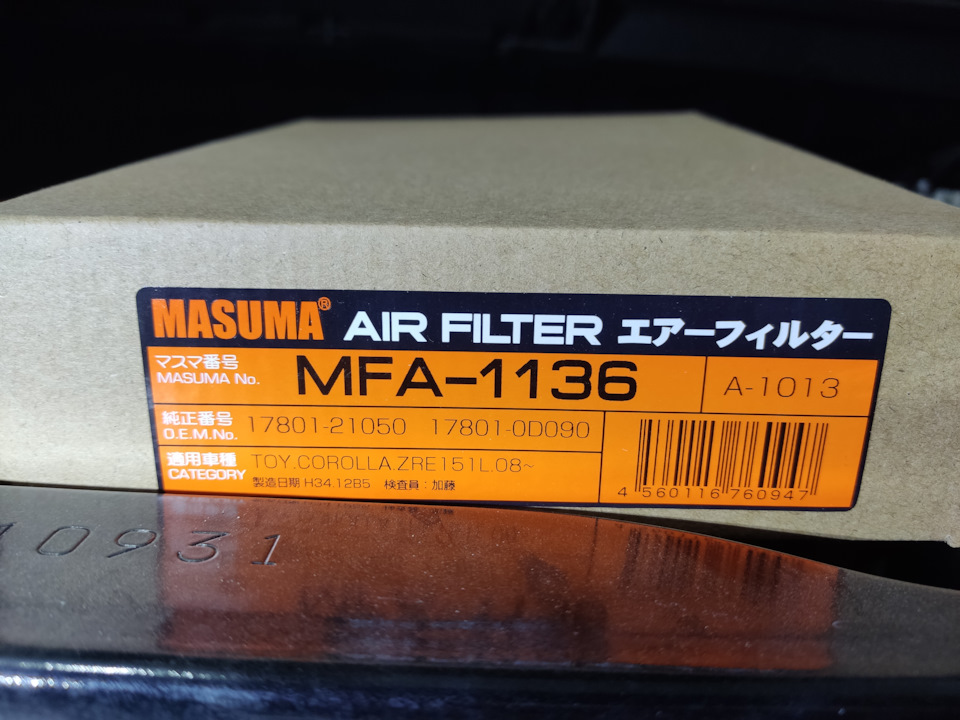 MASUMA® AIR FILTER エアーフィルター
マスマ番号
MASUMA No.
MFA-1136
A-1013
純正番号
O.E.M.No.
17801-21050 17801-0D090
適用車種
CATEGORY
TOY.COROLLA.ZRE151L.08~
製造日期 H34.12B5 検査員:加藤
4 560116 760947
10931